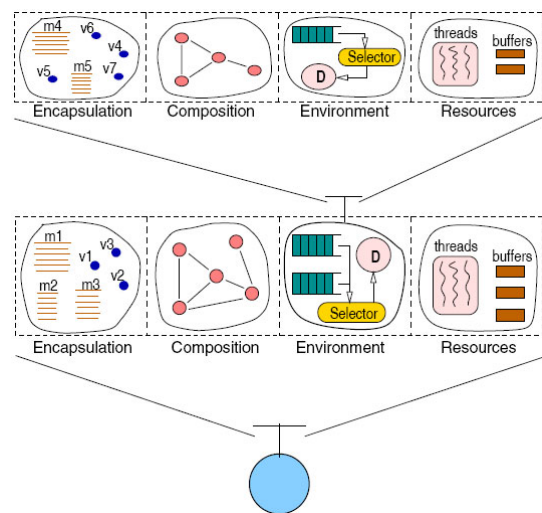 m4
v6
v4
v5
m5
v7
Selector
D
threads
buffers
Encapsulation
Composition
Environment
Resources
m1
v3
v1
v2
m2
m3
D
Selector
threads
buffers
Encapsulation
Composition
Environment
Resources